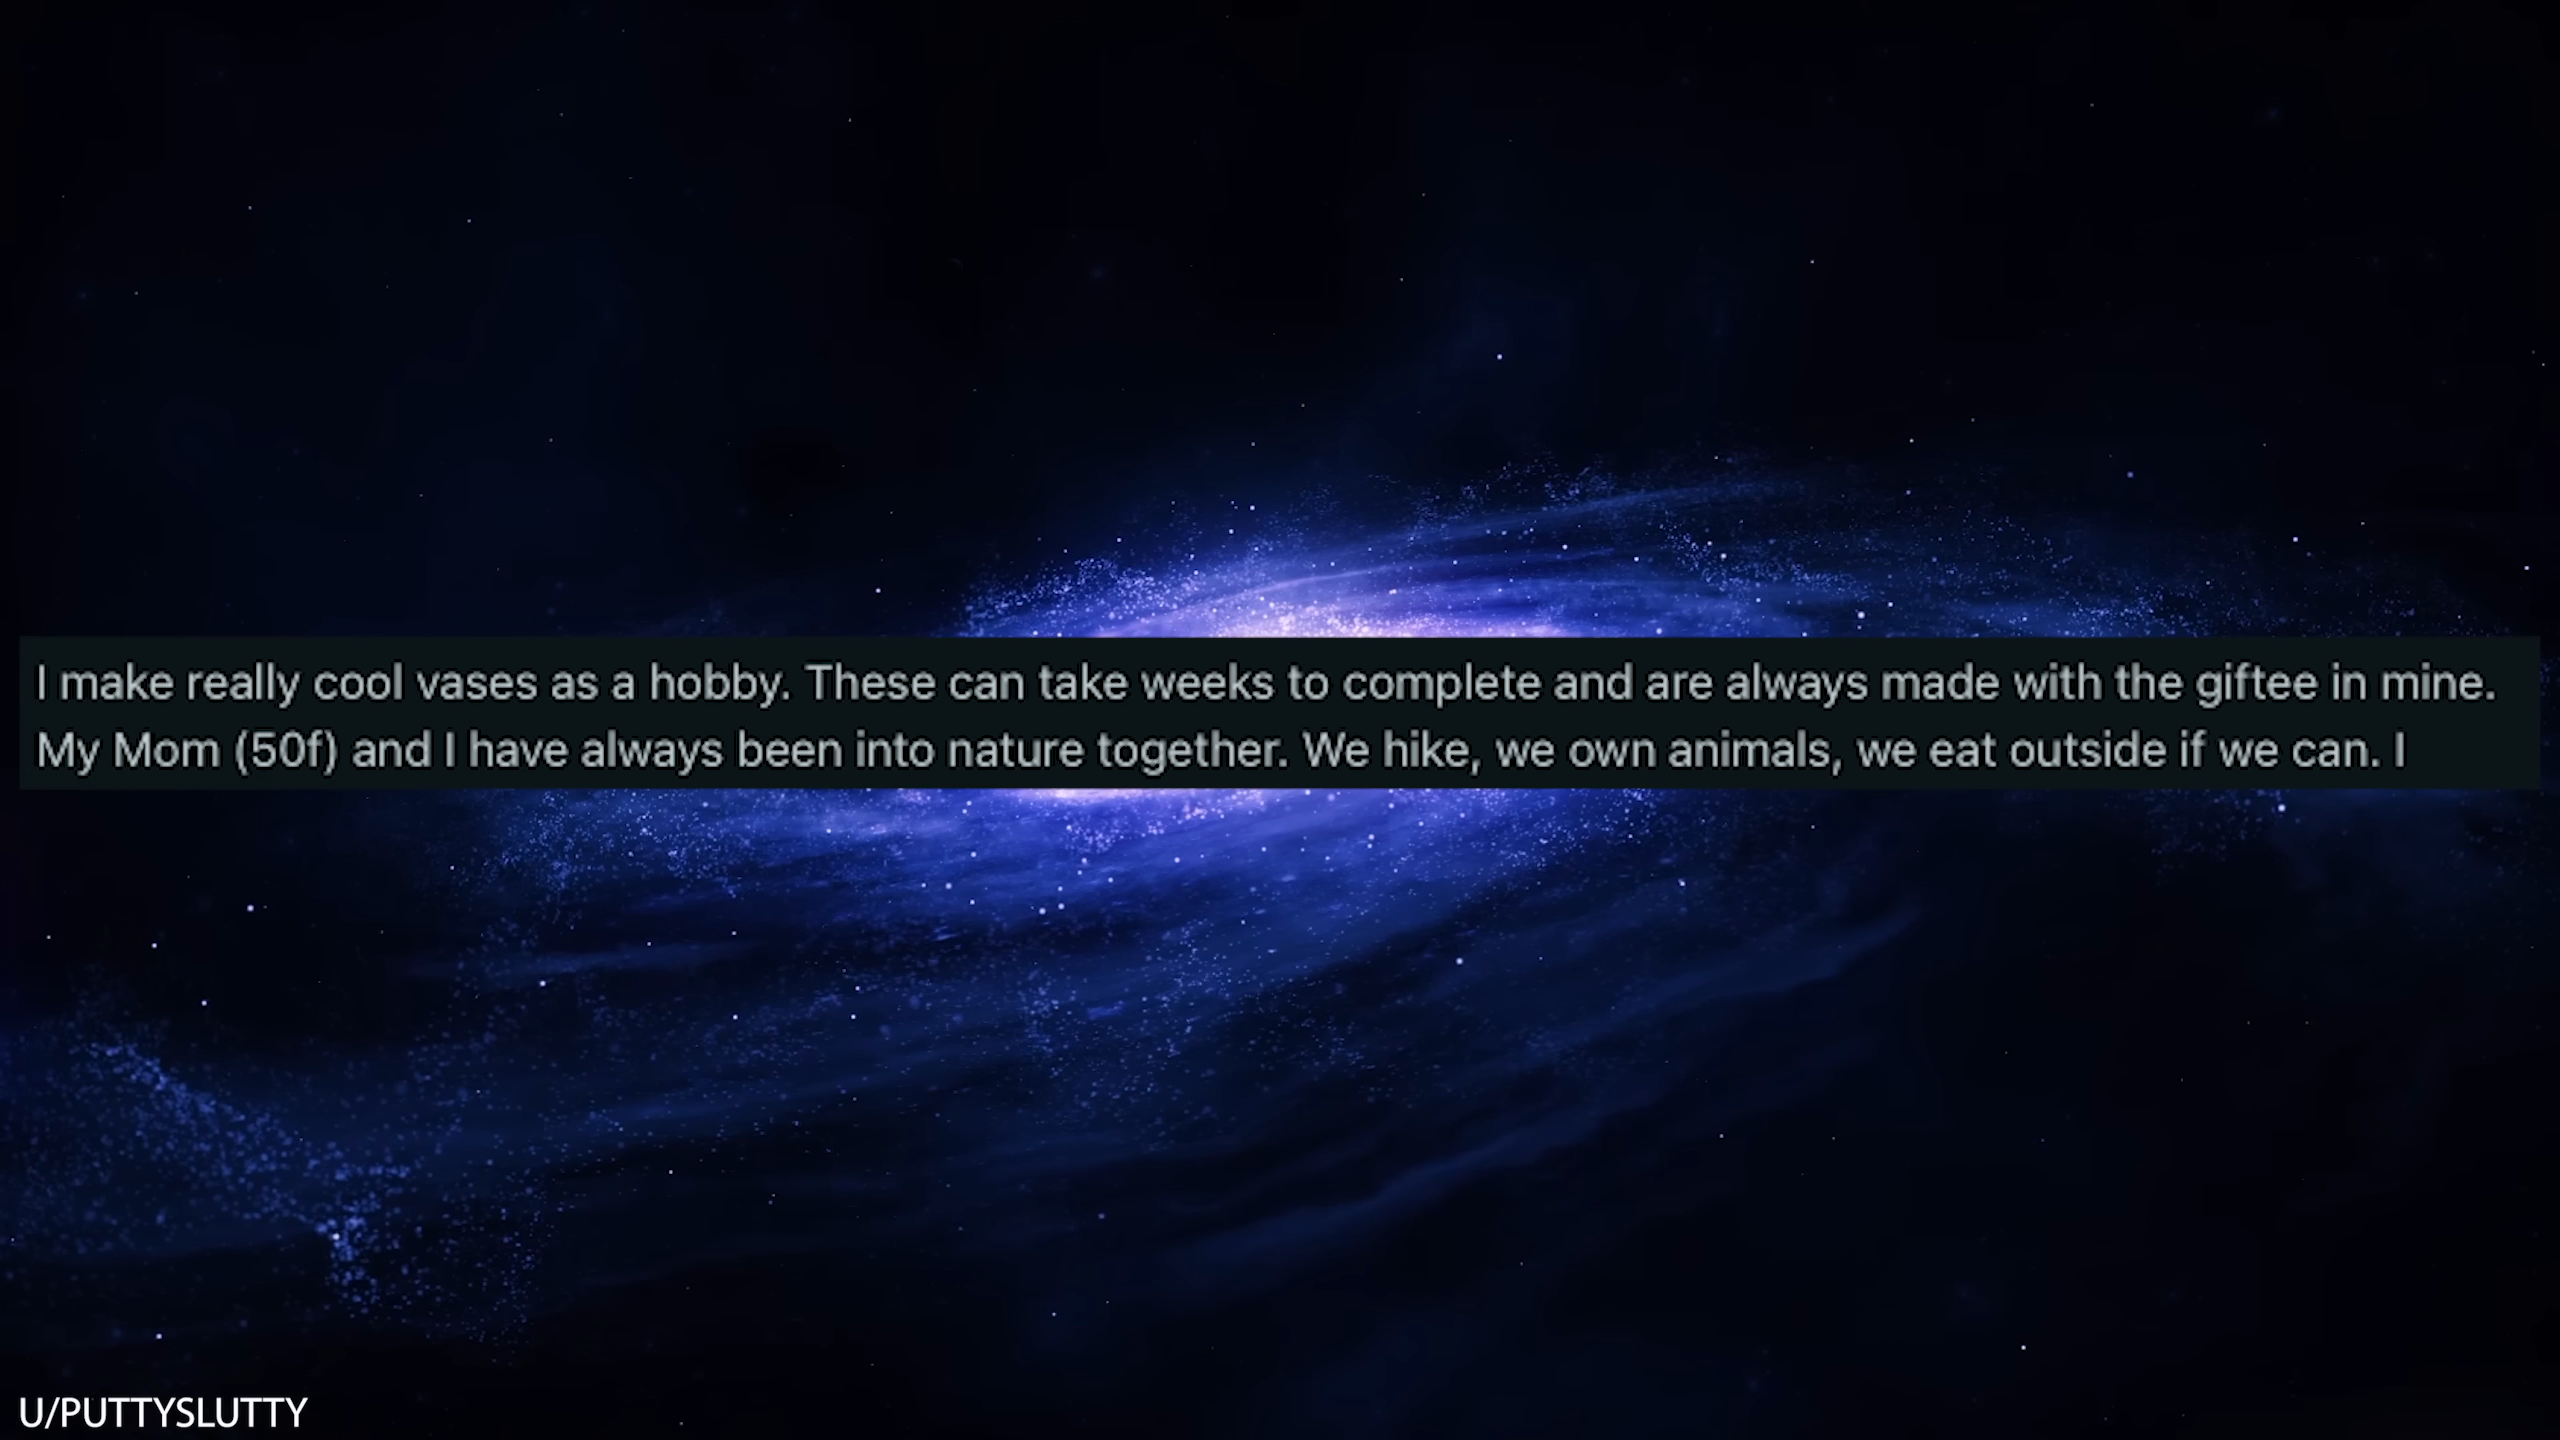 I make really cool vases as a hobby. These can take weeks to complete and are always made with the giftee in mine.
My Mom (50f) and I have always been into nature together. We hike, we own animals, we eat outside if we can. I
U/PUTTYSLUTTY